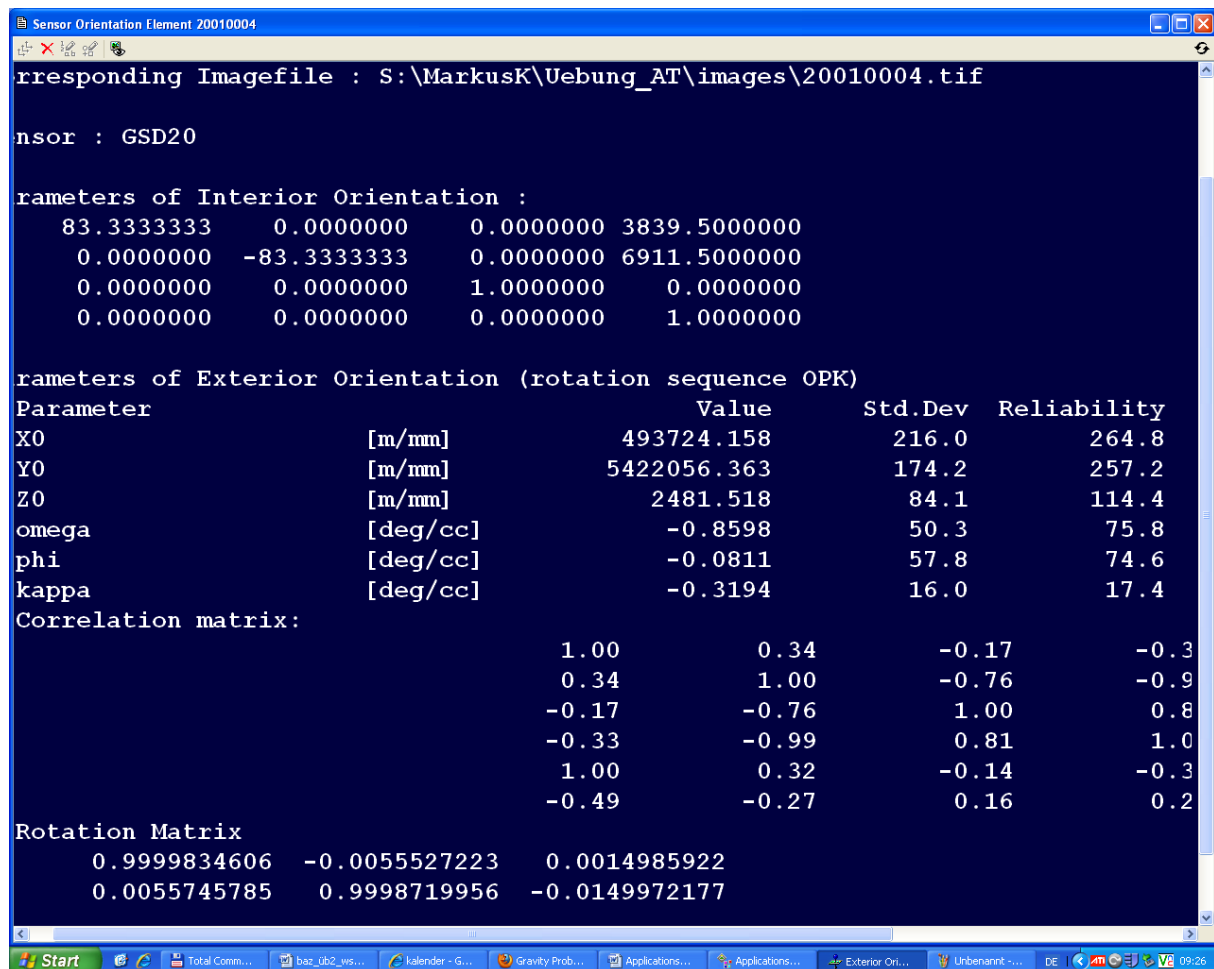 Sensor Orientation Element 20010004
rresponding Imagefile : S:\MarkusK\Uebung_AT\images\20010004.tif
nsor : GSD20
rameters of Interior Orientation :
83.3333333 0.0000000 0.0000000 3839.5000000
0.0000000 -83.3333333 0.0000000 6911.5000000
0.0000000 0.0000000 1.0000000 0.0000000
0.0000000 0.0000000 0.0000000 1.0000000
rameters of Exterior Orientation (rotation sequence OPK)
Parameter Value Std.Dev Reliability
X0 [m/mm] 493724.158 216.0 264.8
Y0 [m/mm] 5422056.363 174.2 257.2
Z0 [m/mm] 2481.518 84.1 114.4
omega [deg/cc] -0.8598 50.3 75.8
phi [deg/cc] -0.0811 57.8 74.6
kappa [deg/cc] -0.3194 16.0 17.4
Correlation matrix:
1.00 0.34 -0.17 -0.3
0.34 1.00 -0.76 -0.9
-0.17 -0.76 1.00 0.8
-0.33 -0.99 0.81 1.0
1.00 0.32 -0.14 -0.3
-0.49 -0.27 0.16 0.2
Rotation Matrix
0.9999834606 -0.0055527223 0.0014985922
0.0055745785 0.9998719956 -0.0149972177
Start Total Comm... baz_üb2_ws... kalender - G... Gravity Prob... Applications... Applications... Exterior Ori... Unbenannt -... DE 09:26